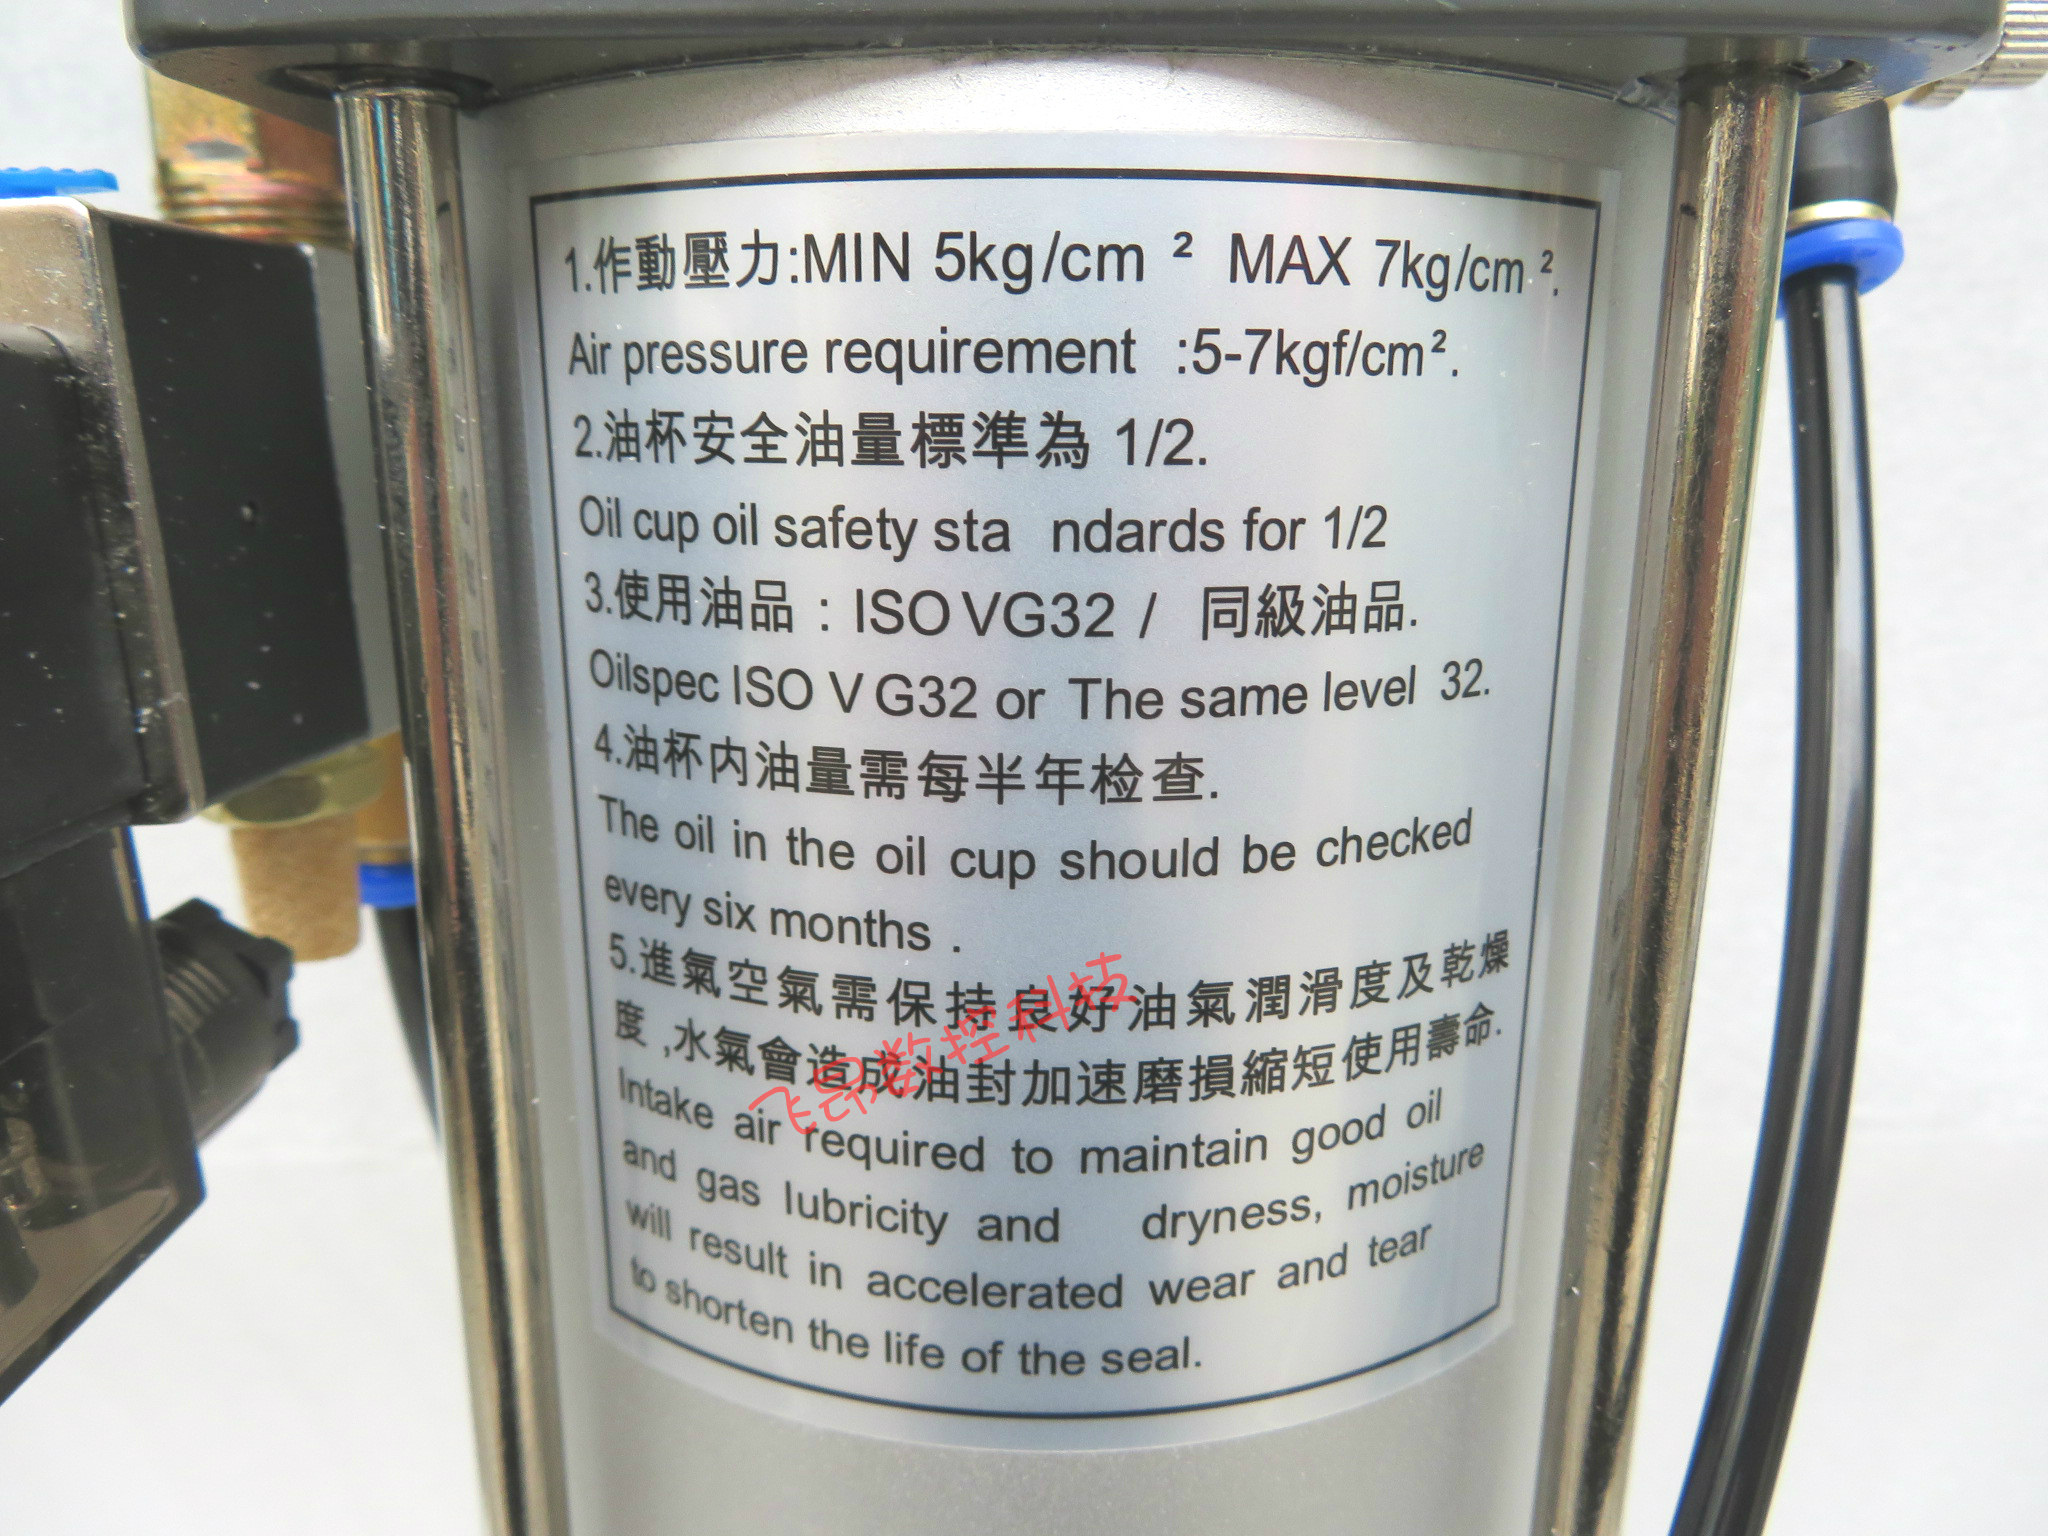 1.作動壓力:MIN 5kg/cm ² MAX 7kg/cm ².
Air pressure requirement :5-7kgf/cm².
2.油杯安全油量標準為 1/2.
Oil cup oil safety sta ndards for 1/2
3.使用油品 : ISO VG32 / 同級油品.
Oilspec ISO V G32 or The same level 32.
4.油杯内油量需每半年检查.
The oil in the oil cup should be checked
every six months .
5.進氣空氣需保持良好油氣潤滑度及乾燥
度 ,水氣會造成油封加速磨損縮短使用壽命.
Intake air required to maintain good oil
and gas lubricity and dryness, moisture
will result in accelerated wear and tear
to shorten the life of the seal.
飞昂数控科技